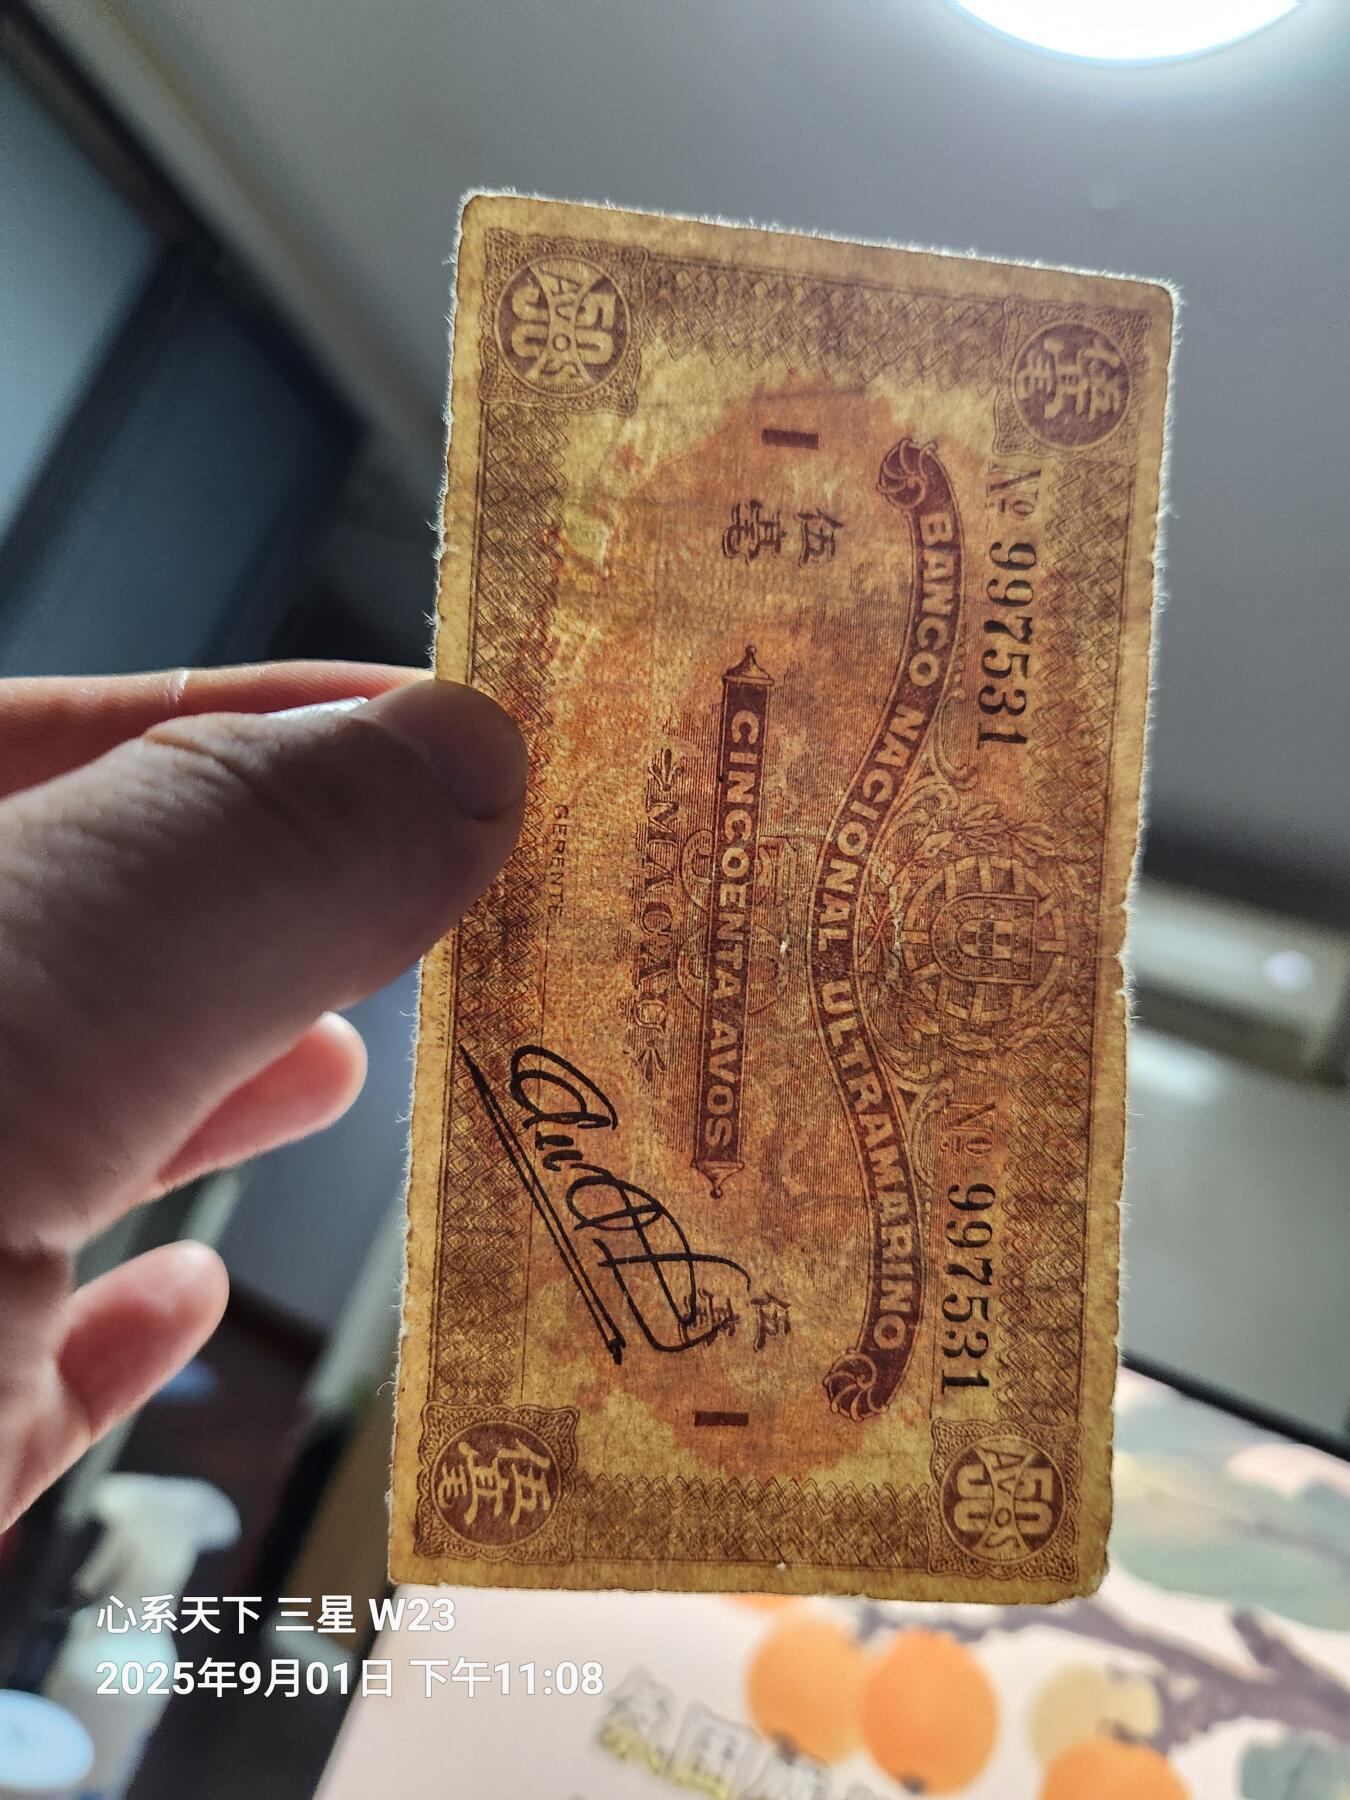 50
AVOS
伍毫
Nº 997531
Nº 997531
BANCO NACIONAL ULTRAMARINO
伍毫
伍毫
CINCOENTA AVOS
MACAU
GERENTE
伍毫
50
AVOS
心系天下 三星 W23
2025年9月01日 下午11:08